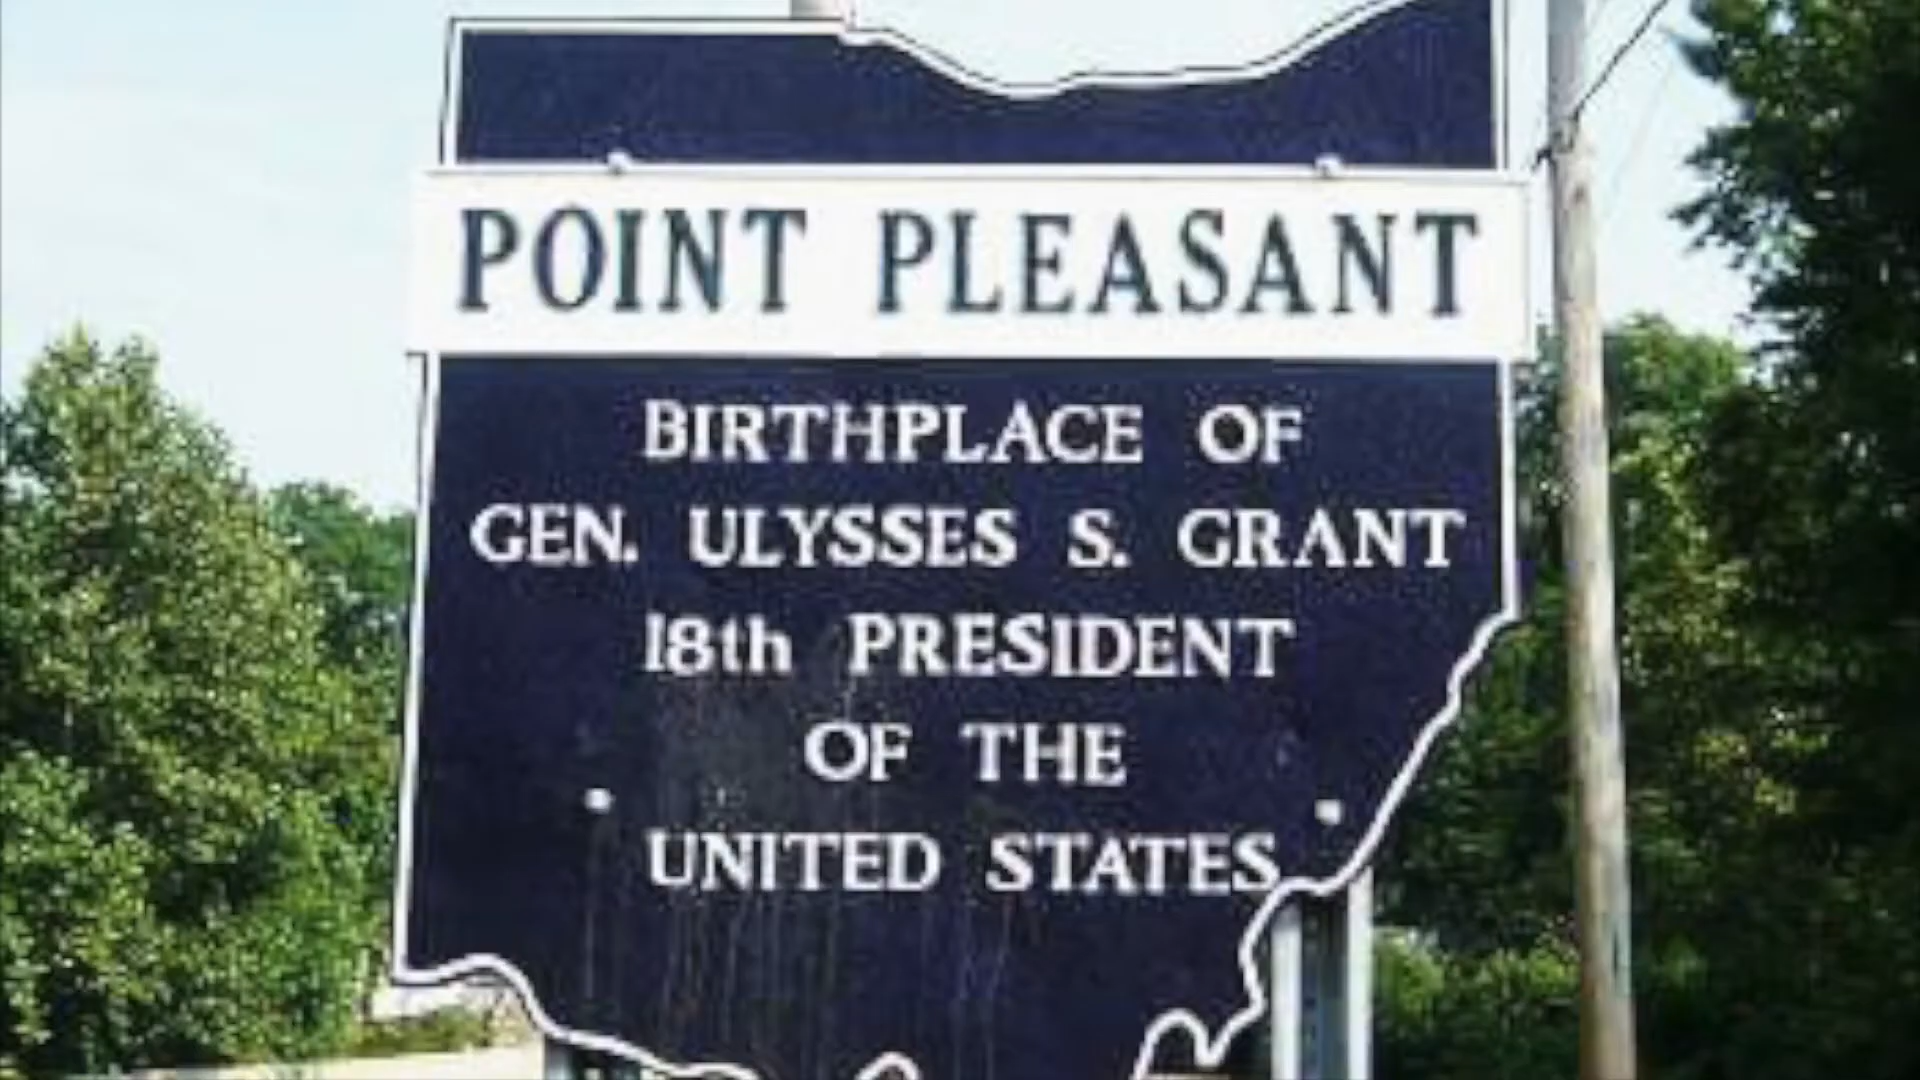 POINT PLEASANT
BIRTHPLACE OF
GEN. ULYSSES S. GRANT
18th PRESIDENT
OF THE
UNITED STATES